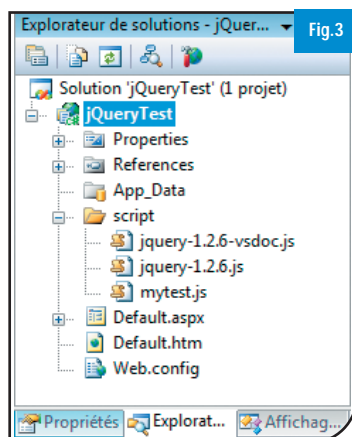 Explorateur de solutions - jQuer...
Fig.3
Solution 'jQueryTest' (1 projet)
jQueryTest
Properties
References
App_Data
script
jquery-1.2.6-vsdoc.js
jquery-1.2.6.js
mytest.js
Default.aspx
Default.htm
Web.config
Propriétés Explorat... Affichag...